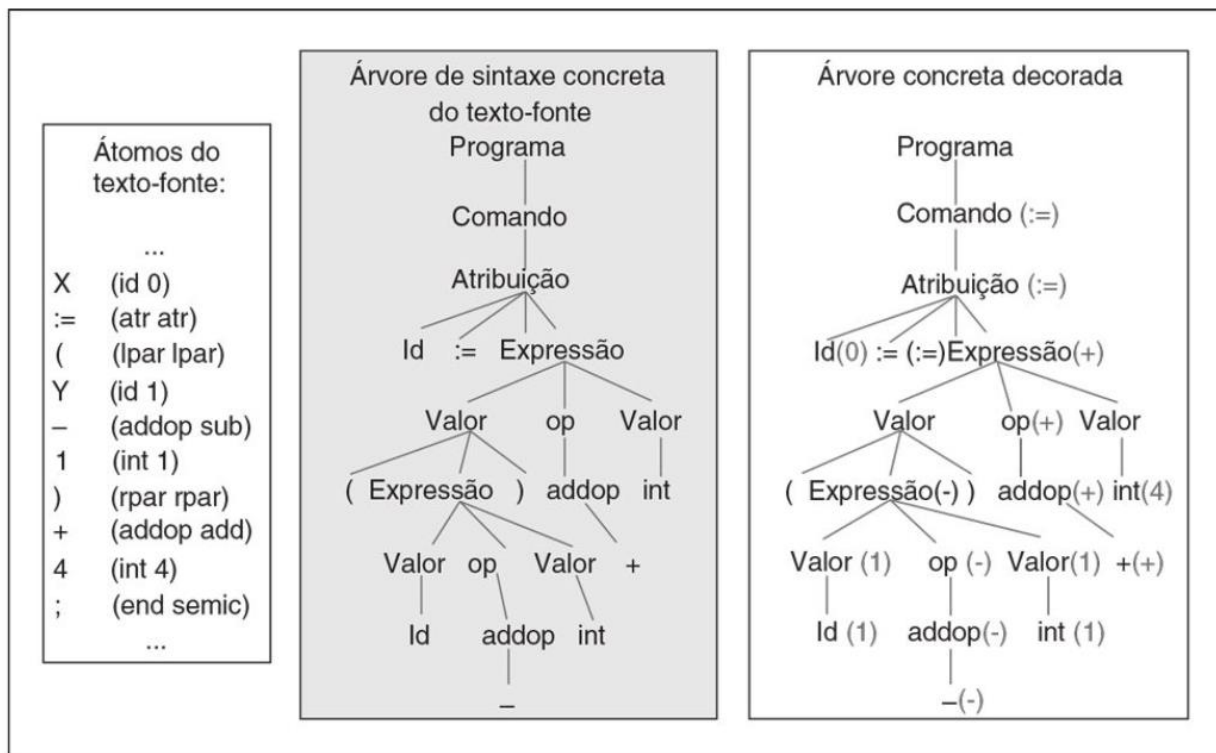 Átomos do
texto-fonte:
...
X (id 0)
:= (atr atr)
( (lpar lpar)
Y (id 1)
– (addop sub)
1 (int 1)
) (rpar rpar)
+ (addop add)
4 (int 4)
; (end semic)
...
Árvore de sintaxe concreta
do texto-fonte
Programa
Comando
Atribuição
Id := Expressão
Valor op Valor
( Expressão ) addop int
Valor op Valor +
Id addop int
–
Árvore concreta decorada
Programa
Comando (:=)
Atribuição (:=)
Id(0) := (:=)Expressão(+)
Valor op(+) Valor
( Expressão(-) ) addop(+) int(4)
Valor (1) op (-) Valor(1) +(+)
Id (1) addop(-) int (1)
–(-)